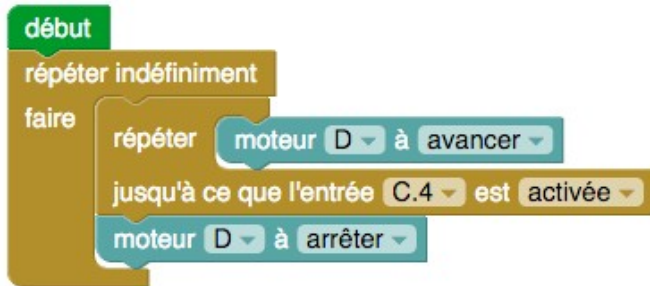 début
répéter indéfiniment
faire
répéter moteur D à avancer
jusqu'à ce que l'entrée C.4 est activée
moteur D à arrêter